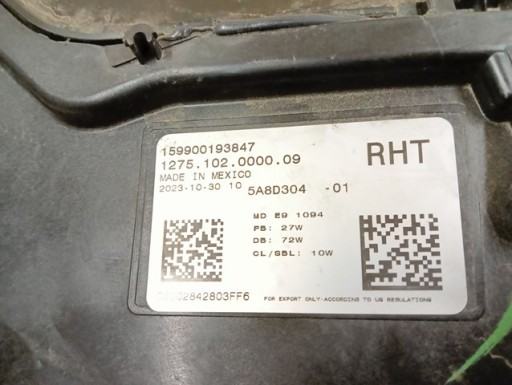 159900193847
1275.102.0000.09
RHT
MADE IN MEXICO
2023-10-30 10
5A8D304 -01
MD E9 1094
PB: 27W
DB: 72W
CL/SBL: 10W
FOR EXPORT ONLY-ACCORDING TO US REGULATIONS